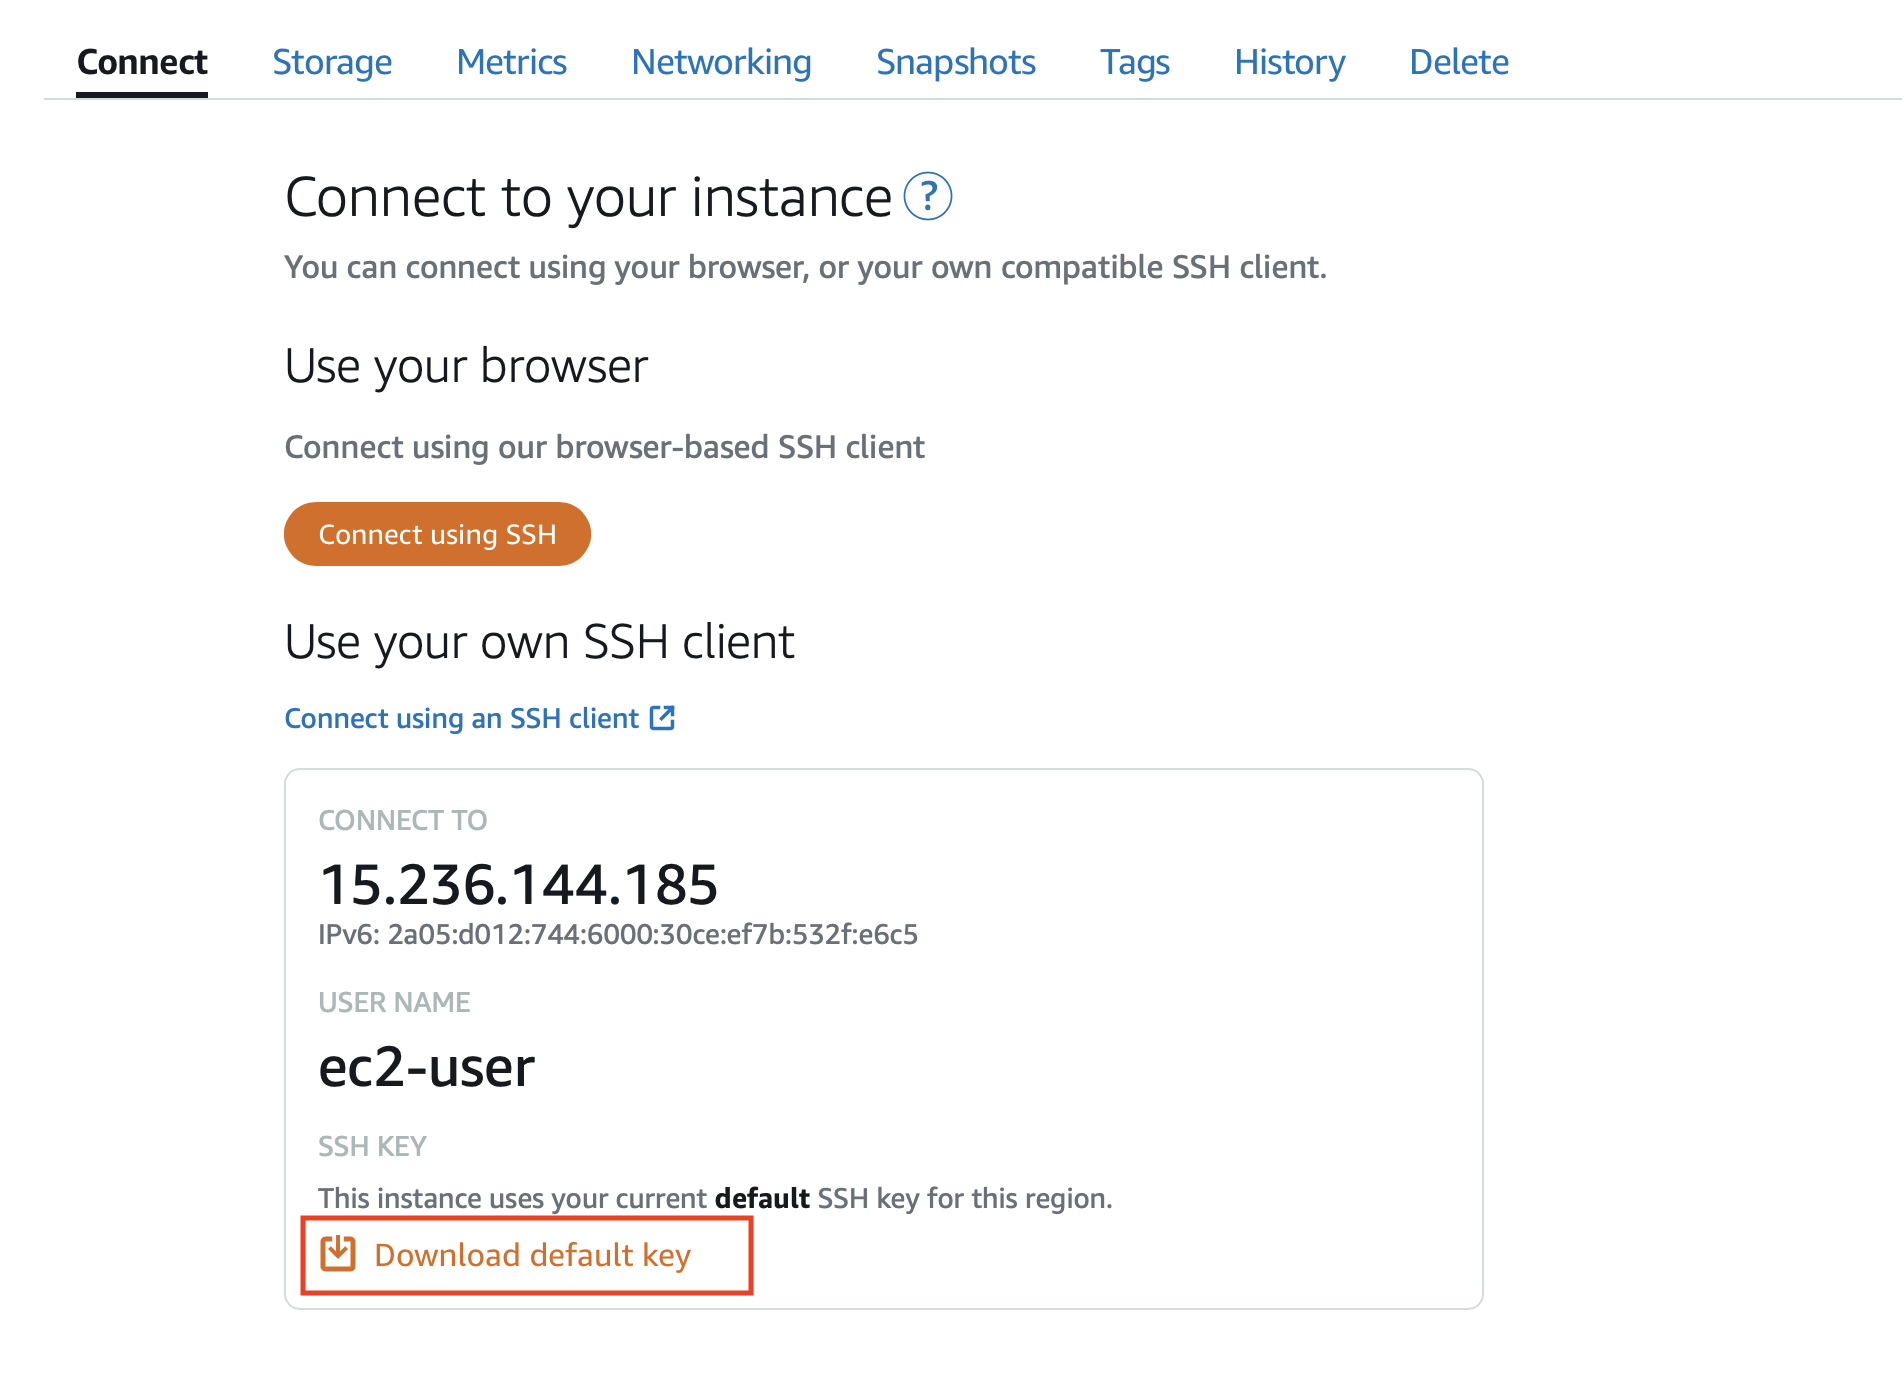 Connect Storage Metrics Networking Snapshots Tags History Delete
Connect to your instance ?
You can connect using your browser, or your own compatible SSH client.
Use your browser
Connect using our browser-based SSH client
Connect using SSH
Use your own SSH client
Connect using an SSH client
CONNECT TO
15.236.144.185
IPv6: 2a05:d012:744:6000:30ce:ef7b:532f:e6c5
USER NAME
ec2-user
SSH KEY
This instance uses your current default SSH key for this region.
Download default key